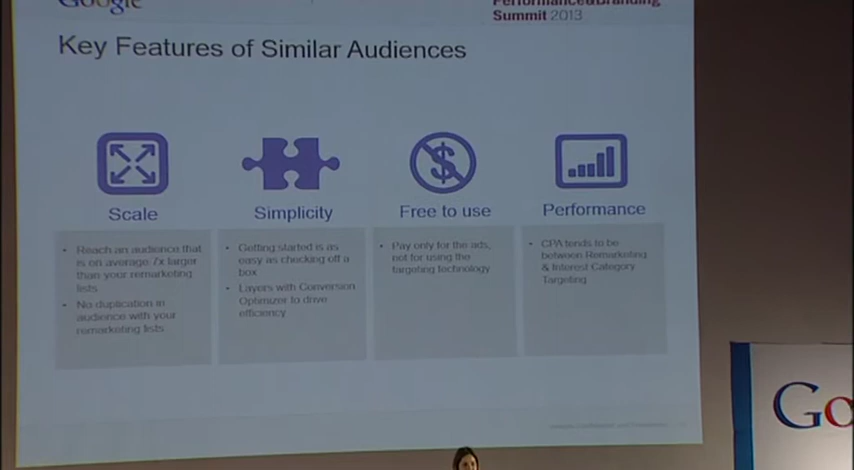 Google
Performance&Branding
Summit 2013
Key Features of Similar Audiences
Scale
Simplicity
Free to use
Performance
• Reach an audience that
is on average 7x larger
than your remarketing
lists
• No duplication in
audience with your
remarketing lists
• Getting started is as
easy as checking off a
box
• Layers with Conversion
Optimizer to drive
efficiency
• Pay only for the ads,
not for using the
targeting technology
• CPA tends to be
between Remarketing
& Interest Category
Targeting
Go